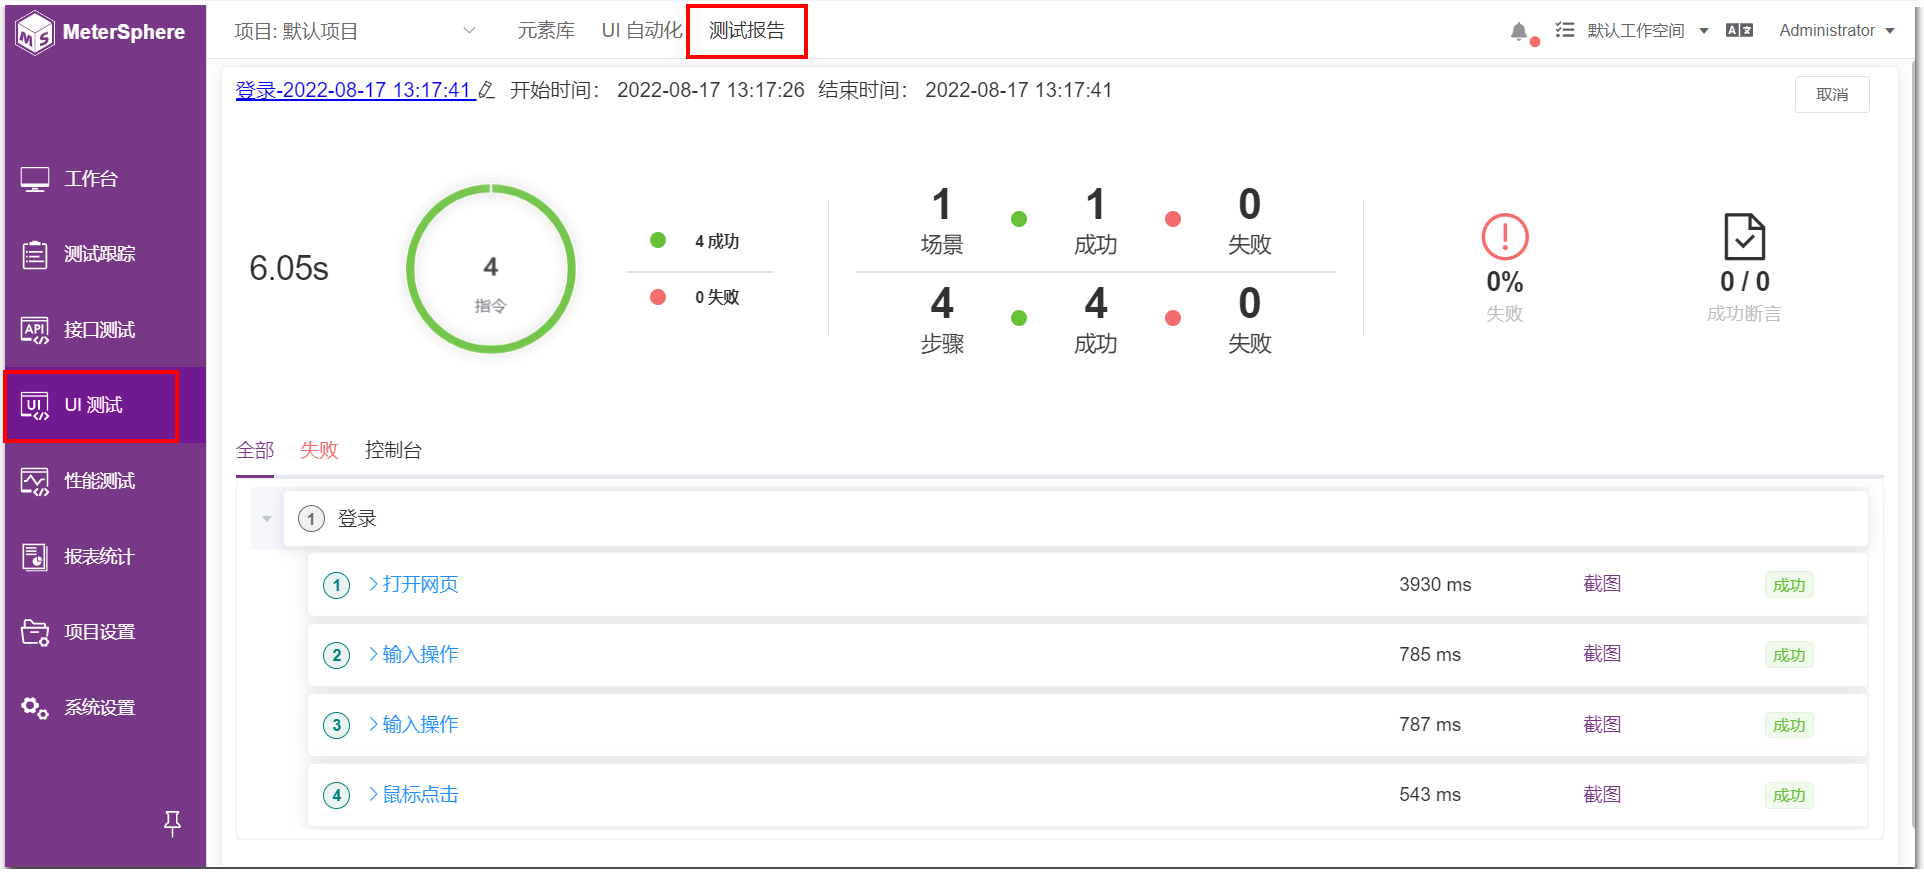 MeterSphere
项目: 默认项目
元素库
UI 自动化
测试报告
默认工作空间
Administrator
登录-2022-08-17 13:17:41
开始时间： 2022-08-17 13:17:26
结束时间： 2022-08-17 13:17:41
取消
工作台
测试跟踪
接口测试
UI 测试
性能测试
报表统计
项目设置
系统设置
6.05s
4
指令
4 成功
0 失败
1
场景
1
成功
0
失败
4
步骤
4
成功
0
失败
0%
失败
0 / 0
成功断言
全部
失败
控制台
1 登录
1 打开网页 3930 ms 截图 成功
2 输入操作 785 ms 截图 成功
3 输入操作 787 ms 截图 成功
4 鼠标点击 543 ms 截图 成功